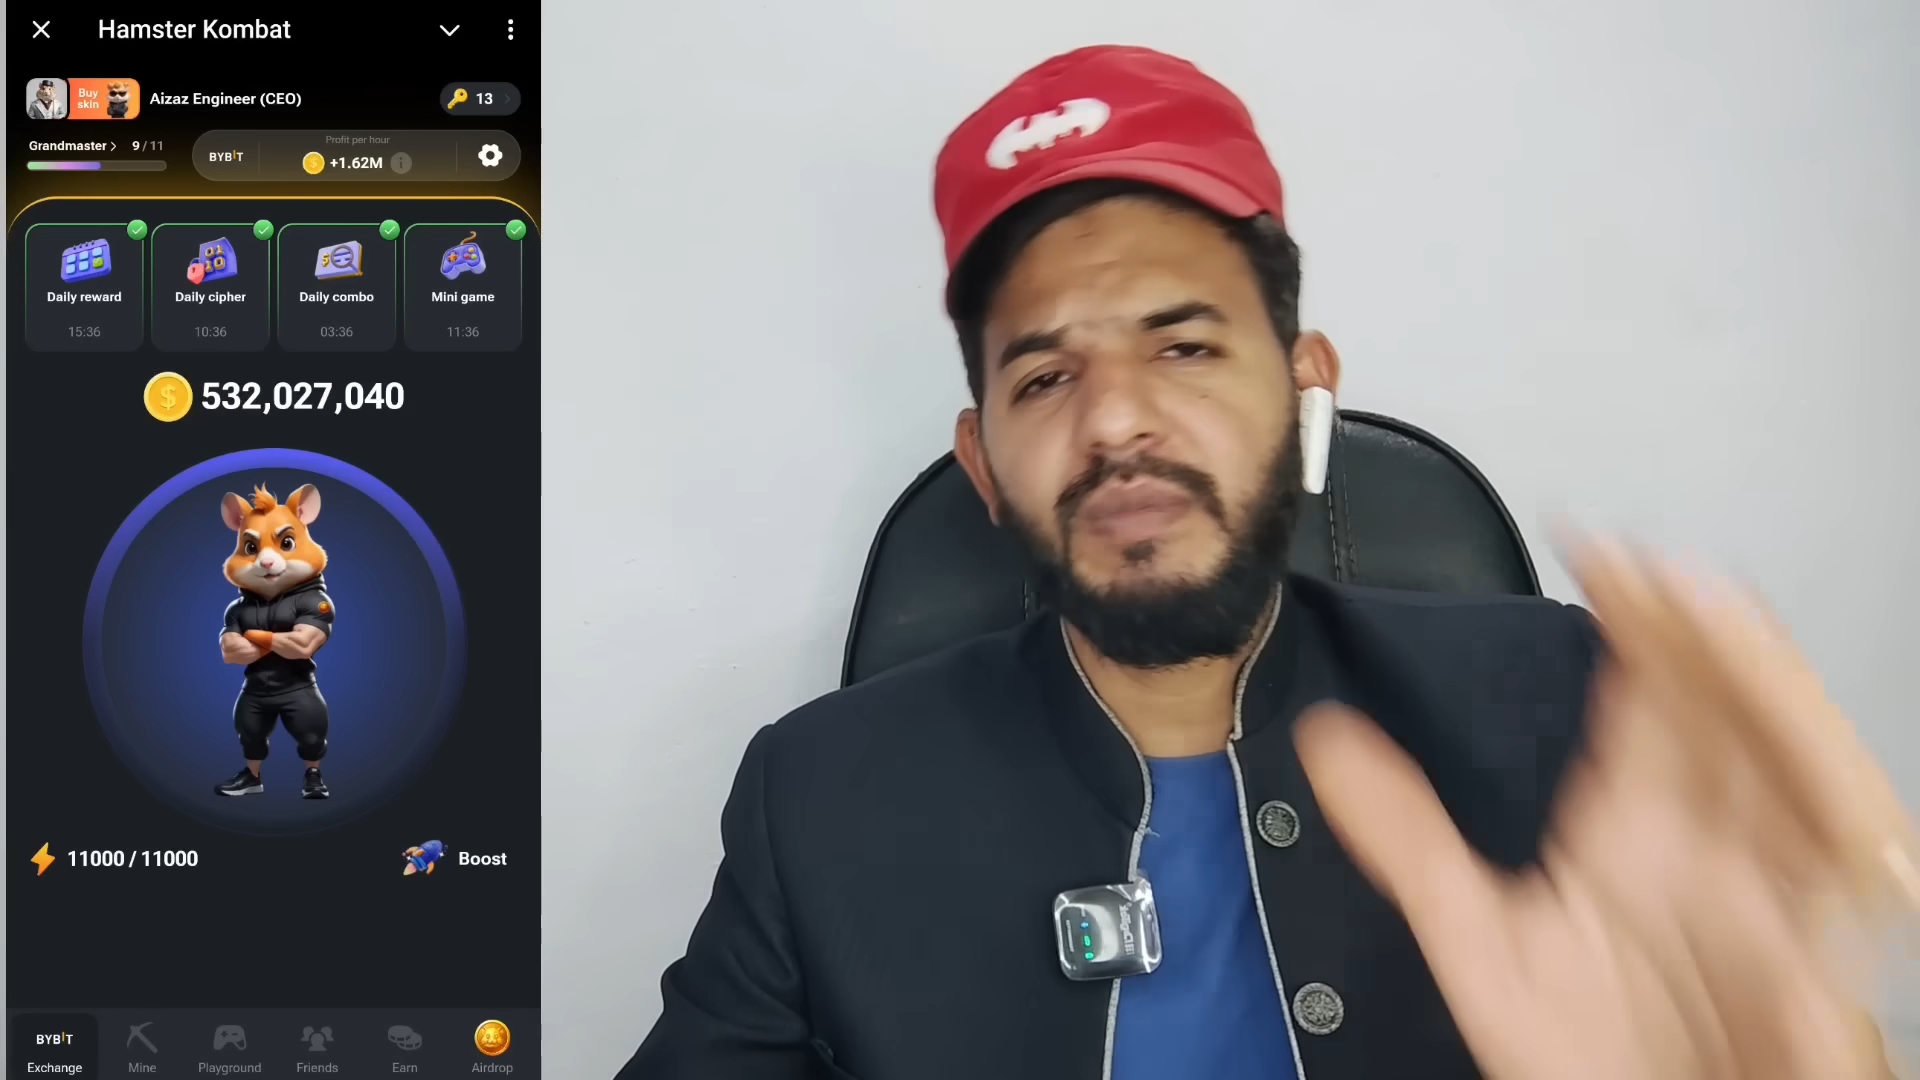 Hamster Kombat
Buy
skin
Aizaz Engineer (CEO)
13
Grandmaster
9 / 11
BYBIT
Profit per hour
+1.62M
Daily reward
15:36
Daily cipher
10:36
Daily combo
03:36
Mini game
11:36
532,027,040
11000 / 11000
Boost
BYBIT
Exchange
Mine
Playground
Friends
Earn
Airdrop